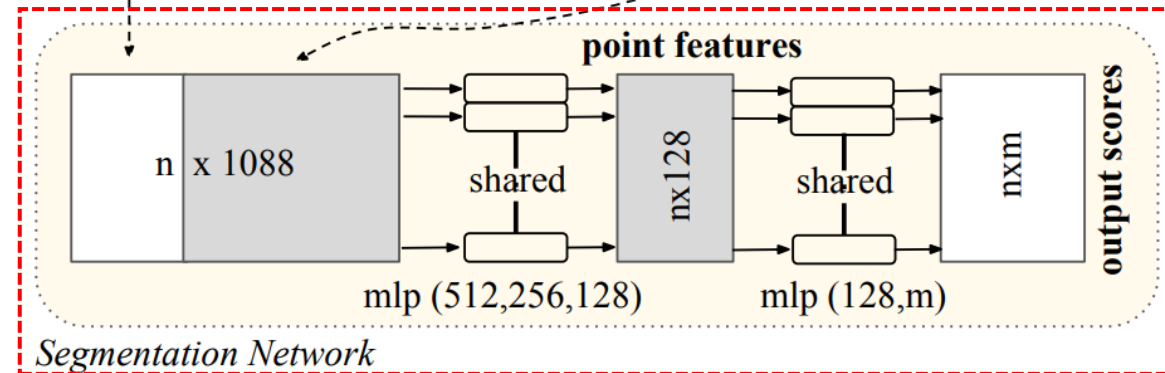 point features
n x 1088
shared
nx128
shared
nxm
output scores
mlp (512,256,128)
mlp (128,m)
Segmentation Network